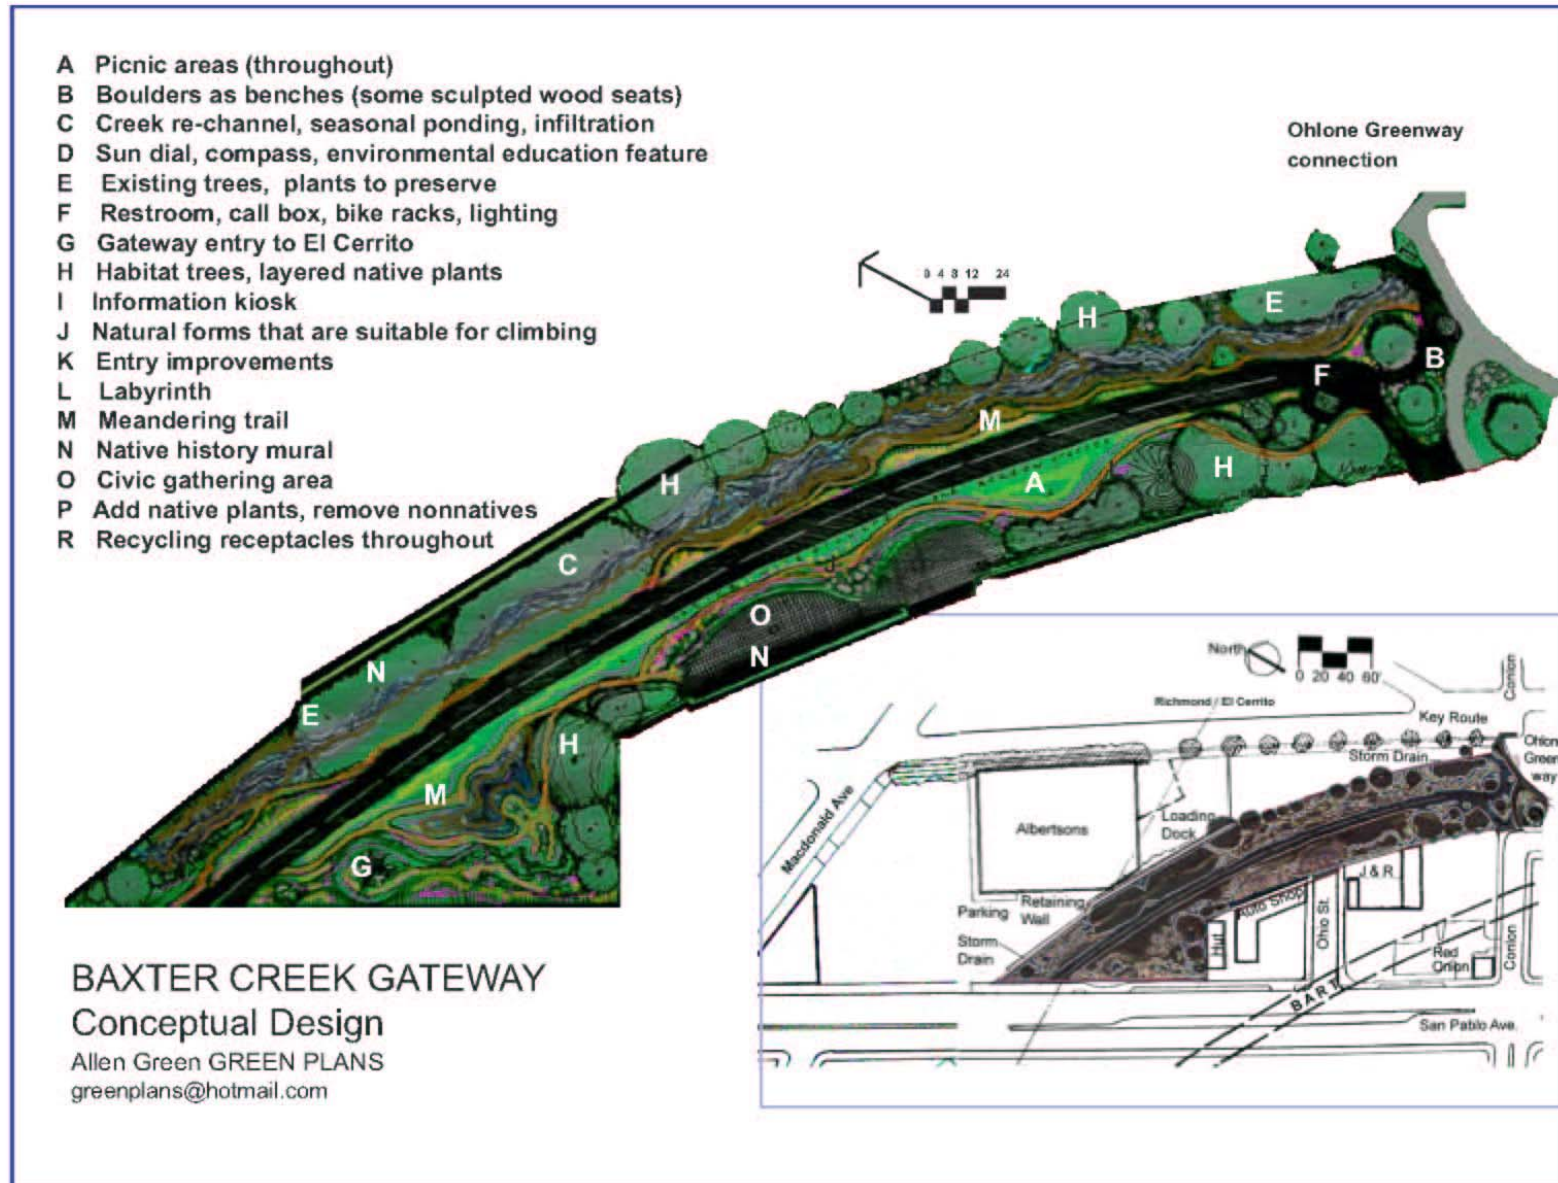 A Picnic areas (throughout)
B Boulders as benches (some sculpted wood seats)
C Creek re-channel, seasonal ponding, infiltration
D Sun dial, compass, environmental education feature
E Existing trees, plants to preserve
F Restroom, call box, bike racks, lighting
G Gateway entry to El Cerrito
H Habitat trees, layered native plants
I Information kiosk
J Natural forms that are suitable for climbing
K Entry improvements
L Labyrinth
M Meandering trail
N Native history mural
O Civic gathering area
P Add native plants, remove nonnatives
R Recycling receptacles throughout
Ohlone Greenway
connection
0 4 8 12 24
H
E
B
F
M
H
A
H
C
J
O
N
N
E
H
M
G
North
0 20 40 60'
Conlon
Richmond / El Cerrito
Key Route
Storm Drain
Ohlone
Green
way
Macdonald Ave
Albertsons
Loading
Dock
J & R
Parking
Retaining
Wall
Auto Shop
Storm
Drain
Hut
Ohio St.
Red
Onion
Conlon
BART
San Pablo Ave.
BAXTER CREEK GATEWAY
Conceptual Design
Allen Green GREEN PLANS
greenplans@hotmail.com